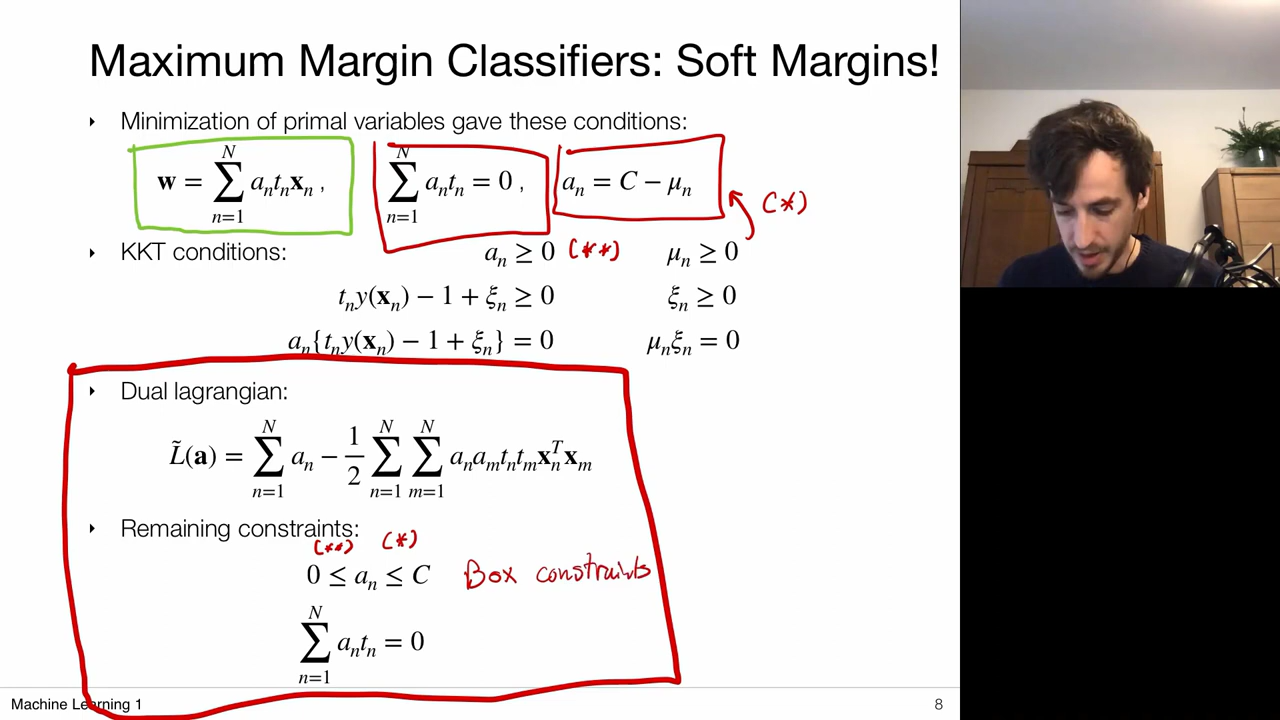 Maximum Margin Classifiers: Soft Margins!
‣ Minimization of primal variables gave these conditions:
w = ∑_{n=1}^{N} a_n t_n x_n , ∑_{n=1}^{N} a_n t_n = 0 , a_n = C − μ_n
(*)
‣ KKT conditions: a_n ≥ 0 (**) μ_n ≥ 0
t_n y(x_n) − 1 + ξ_n ≥ 0 ξ_n ≥ 0
a_n{t_n y(x_n) − 1 + ξ_n} = 0 μ_n ξ_n = 0
‣ Dual lagrangian:
L̃(a) = ∑_{n=1}^{N} a_n − 1/2 ∑_{n=1}^{N} ∑_{m=1}^{N} a_n a_m t_n t_m x_n^T x_m
‣ Remaining constraints:
(**) (*)
0 ≤ a_n ≤ C Box constraints
∑_{n=1}^{N} a_n t_n = 0
Machine Learning 1 8